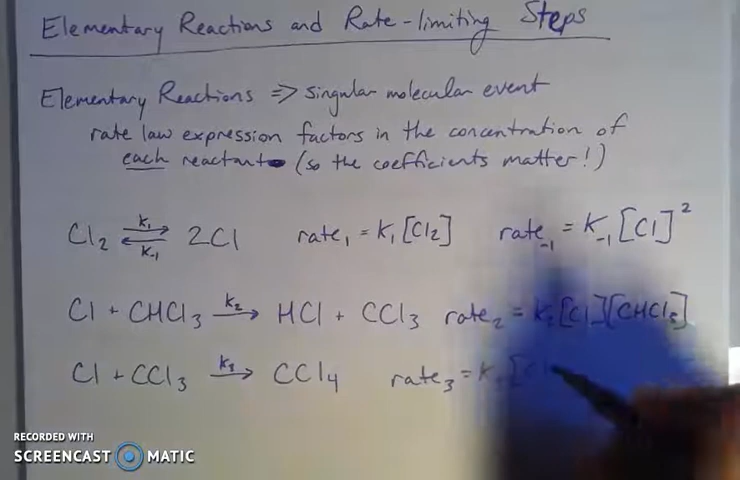 Elementary Reactions and Rate-limiting Steps
Elementary Reactions => singular molecular event
rate law expression factors in the concentration of
each reactant (so the coefficients matter!)
Cl₂ ⇌ 2Cl k₁ k₋₁ rate₁ = k₁[Cl₂] rate₋₁ = k₋₁[Cl]²
Cl + CHCl₃ k₂→ HCl + CCl₃ rate₂ = k₂[Cl][CHCl₃]
Cl + CCl₃ k₃→ CCl₄ rate₃ = [Cl
RECORDED WITH
SCREENCAST MATIC